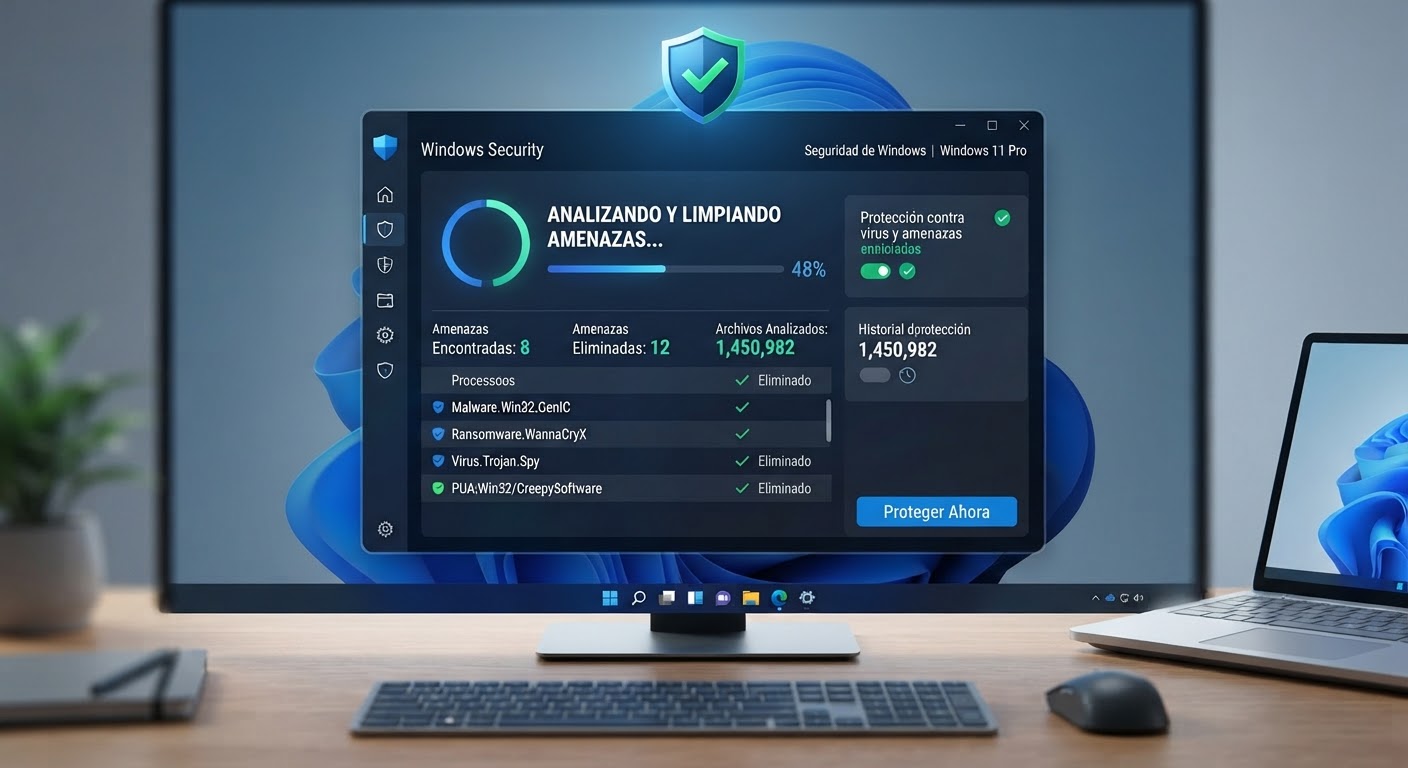 Windows Security
Seguridad de Windows | Windows 11 Pro
ANALIZANDO Y LIMPIANDO
AMENAZAS...
48%
Amenazas
Encontradas: 8
Amenazas
Eliminadas: 12
Archivos Analizados:
1,450,982
Processoos
Eliminado
Malware.Win32.GenIC
Ransomware.WannaCryX
Virus.Trojan.Spy
Eliminado
PUA:Win32/CreepySoftware
Eliminado
Protección contra
virus y amenazas
Historial dprotección
1,450,982
Proteger Ahora